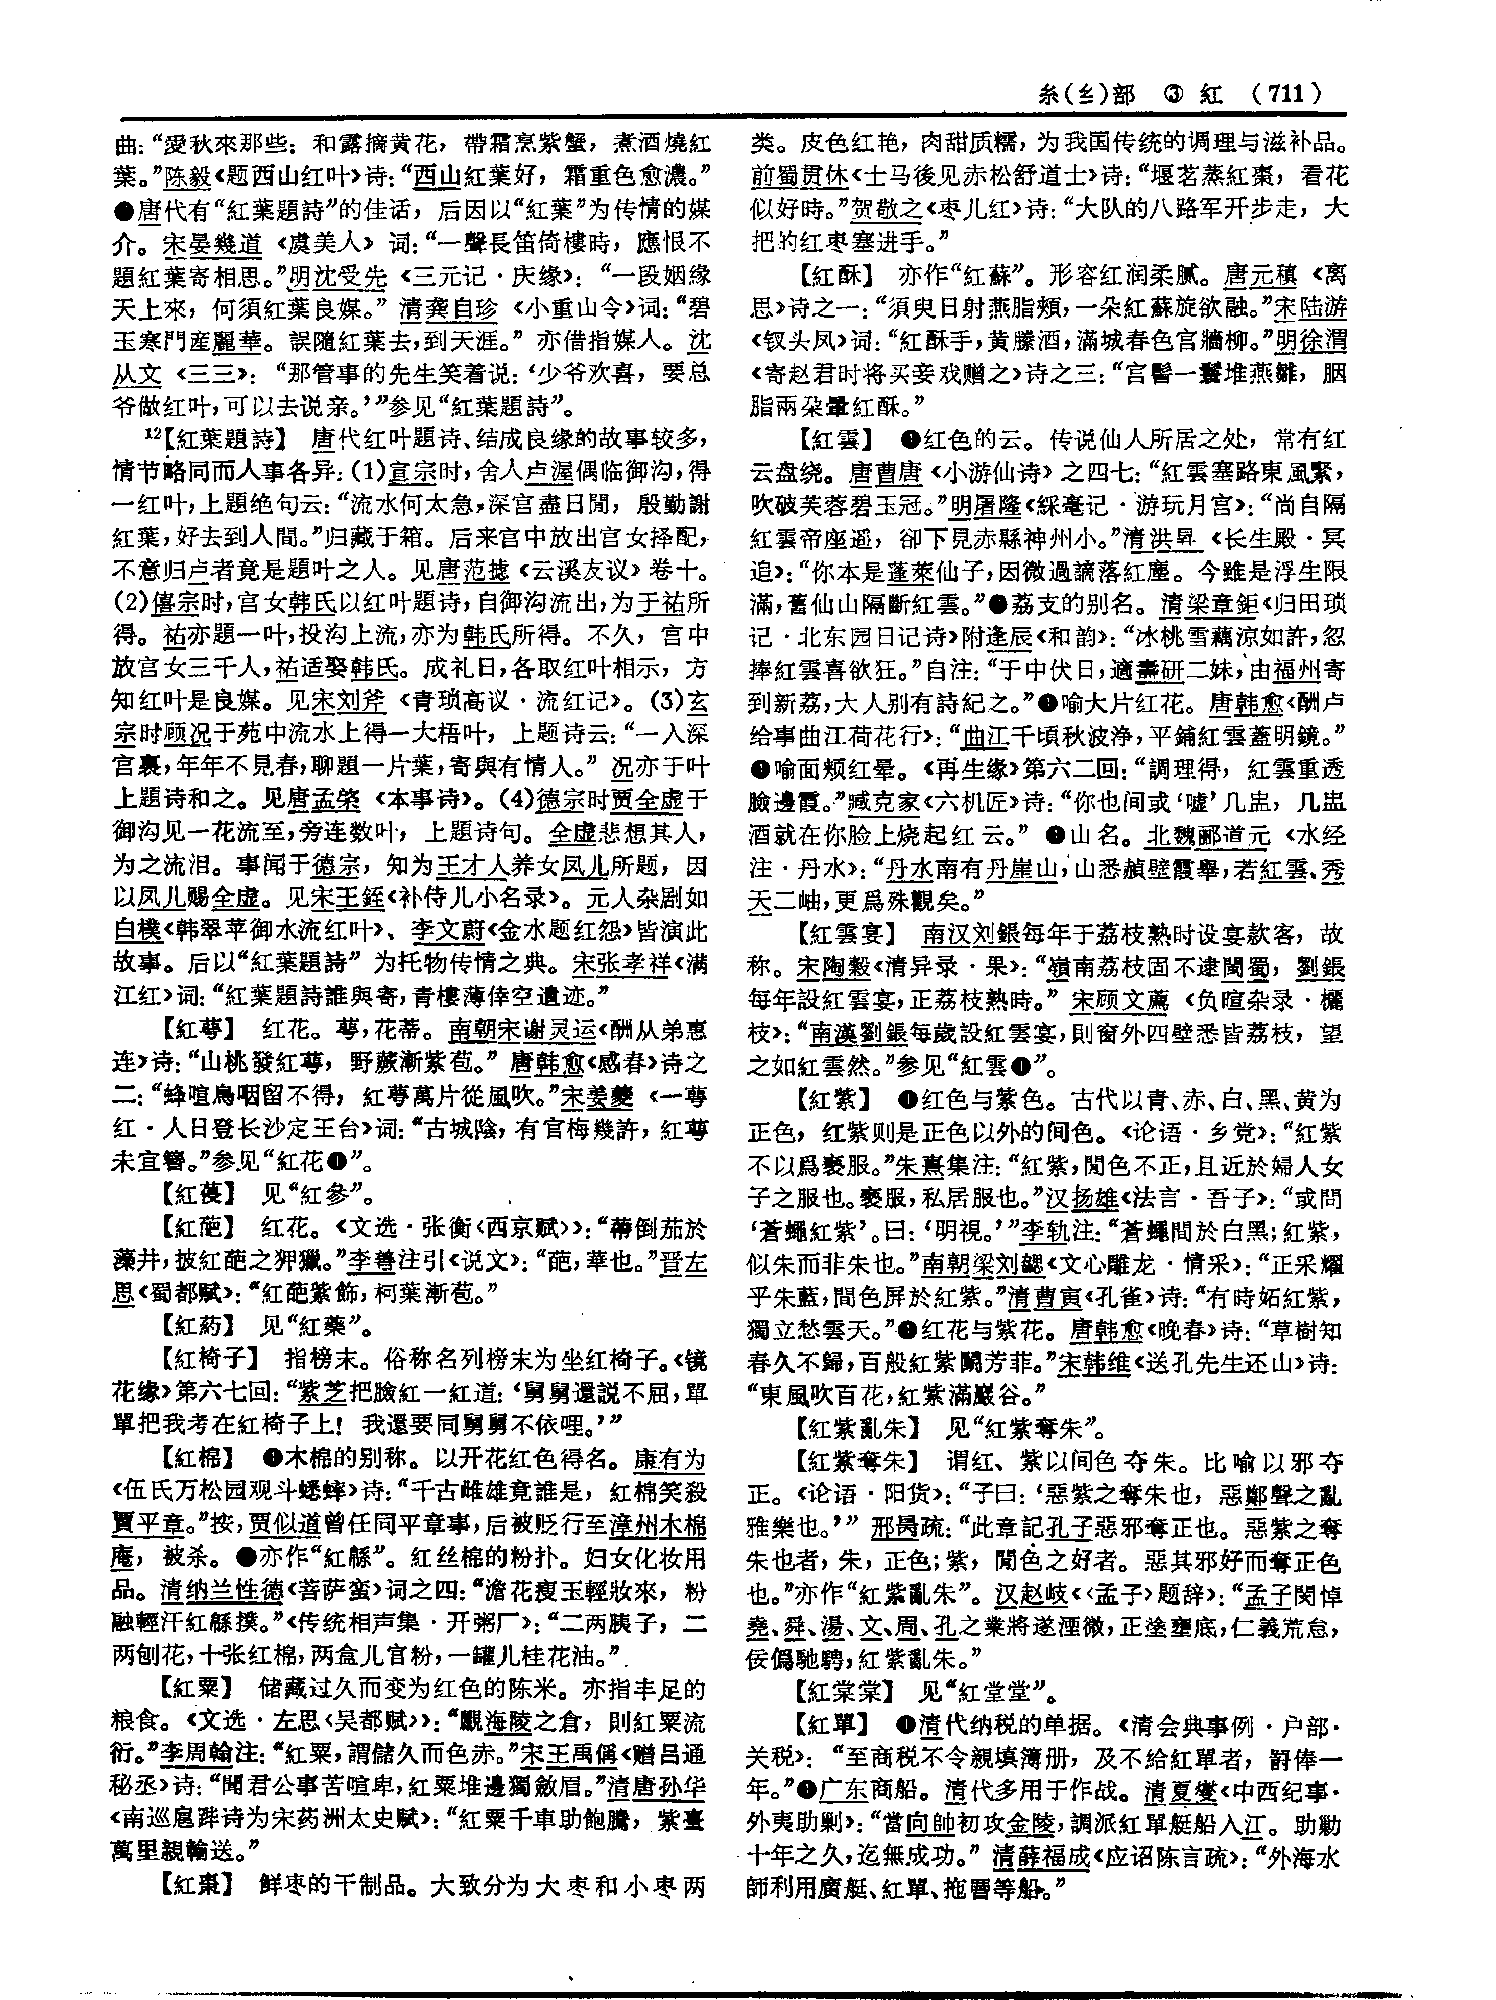 糸(纟)部 ③ 紅 (711)
曲：“愛秋來那些：和露摘黄花，帶霜烹紫蟹，煮酒燒紅
葉。”陈毅《题西山红叶》诗：“西山紅葉好，霜重色愈濃。”
唐代有“紅葉題詩”的佳话，后因以“紅葉”为传情的媒
介。宋晏幾道《虞美人》词：“一聲長笛倚樓時，應恨不
題紅葉寄相思。”明沈受先《三元记·庆缘》：“一段姻缘
天上來，何須紅葉良媒。”清龚自珍《小重山令》词：“碧
玉寒門産麗華。誤隨紅葉去，到天涯。”亦借指媒人。沈
从文《三三》：“那管事的先生笑着说：‘少爷欢喜，要总
爷做红叶，可以去说亲。’”参见“紅葉題詩”。
12【紅葉題詩】 唐代红叶题诗、结成良缘的故事较多，
情节略同而人事各异：(1)宣宗时，舍人卢渥偶临御沟，得
一红叶，上题绝句云：“流水何太急，深宫盡日閒，殷勤謝
紅葉，好去到人間。”归藏于箱。后来宫中放出宫女择配，
不意归卢者竟是题叶之人。见唐范摅《云溪友议》卷十。
(2)僖宗时，宫女韩氏以红叶题诗，自御沟流出，为于祐所
得。祐亦题一叶，投沟上流，亦为韩氏所得。不久，宫中
放宫女三千人，祐适娶韩氏。成礼日，各取红叶相示，方
知红叶是良媒。见宋刘斧《青琐高议·流红记》。(3)玄
宗时顾况于苑中流水上得一大梧叶，上题诗云：“一入深
宫裏，年年不見春，聊題一片葉，寄與有情人。”况亦于叶
上题诗和之。见唐孟棨《本事诗》。(4)德宗时贾全虚于
御沟见一花流至，旁连数叶，上题诗句。全虚悲想其人，
为之流泪。事闻于德宗，知为王才人养女凤儿所题，因
以凤儿赐全虚。见宋王铚《补侍儿小名录》。元人杂剧如
白樸《韩翠苹御水流红叶》、李文蔚《金水题红怨》皆演此
故事。后以“紅葉題詩”为托物传情之典。宋张孝祥《满
江红》词：“紅葉題詩誰與寄，青樓薄倖空遺迹。”
【紅萼】 红花。萼，花蒂。南朝宋谢灵运《酬从弟惠
连》诗：“山桃發紅萼，野蕨漸紫苞。”唐韩愈《感春》诗之
二：“蜂喧鳥咽留不得，紅萼萬片從風吹。”宋姜夔《一萼
红·人日登长沙定王台》词：“古城陰，有官梅幾許，紅萼
未宜簪。”参见“紅花❶”。
【紅葠】 见“紅參”。
【紅葩】 红花。《文选·张衡〈西京赋〉》：“蔕倒茄於
藻井，披紅葩之狎獵。”李善注引《说文》：“葩，華也。”晋左
思《蜀都赋》：“紅葩紫飾，柯葉漸苞。”
【紅葯】 见“紅藥”。
【紅椅子】 指榜末。俗称名列榜末为坐红椅子。《镜
花缘》第六七回：“紫芝把臉紅一紅道：‘舅舅還説不屈，單
單把我考在紅椅子上！我還要同舅舅不依哩。’”
【紅棉】 ❶木棉的别称。以开花红色得名。康有为
《伍氏万松园观斗蟋蟀》诗：“千古雌雄竟誰是，紅棉笑殺
賈平章。”按，贾似道曾任同平章事，后被贬行至漳州木棉
庵，被杀。❷亦作“紅緜”。紅丝棉的粉扑。妇女化妆用
品。清纳兰性德《菩萨蛮》词之四：“澹花瘦玉輕妝來，粉
融輕汗紅緜撲。”《传统相声集·开粥厂》：“二两胰子，二
两刨花，十张红棉，两盒儿官粉，一罐儿桂花油。”
【紅粟】 储藏过久而变为红色的陈米。亦指丰足的
粮食。《文选·左思〈吴都赋〉》：“覵海陵之倉，則紅粟流
衍。”李周翰注：“紅粟，謂儲久而色赤。”宋王禹偁《赠吕通
秘丞》诗：“聞君公事苦喧卑，紅粟堆邊獨斂眉。”清唐孙华
《南巡扈跸诗为宋药洲太史赋》：“紅粟千車助飽騰，紫臺
萬里親輸送。”
【紅棗】 鲜枣的干制品。大致分为大枣和小枣两
类。皮色红艳，肉甜质糯，为我国传统的调理与滋补品。
前蜀贯休《士马後见赤松舒道士》诗：“堰茗蒸紅棗，看花
似好時。”贺敬之《枣儿红》诗：“大队的八路军开步走，大
把的红枣塞进手。”
【紅酥】 亦作“紅蘇”。形容红润柔腻。唐元稹《离
思》诗之一：“須臾日射燕脂頰，一朵紅蘇旋欲融。”宋陆游
《钗头凤》词：“紅酥手，黄縢酒，滿城春色宫牆柳。”明徐渭
《寄赵君时将买妾戏赠之》诗之三：“宫髻一鬟堆燕雛，胭
脂兩朵暈紅酥。”
【紅雲】 ❶红色的云。传说仙人所居之处，常有红
云盘绕。唐曹唐《小游仙诗》之四七：“紅雲塞路東風緊，
吹破芙蓉碧玉冠。”明屠隆《綵毫记·游玩月宫》：“尚自隔
紅雲帝座遥，卻下見赤縣神州小。”清洪昇《长生殿·冥
追》：“你本是蓬萊仙子，因微過謫落紅塵。今雖是浮生限
滿，舊仙山隔斷紅雲。”❷荔支的别名。清梁章鉅《归田琐
记·北东园日记诗》附逢辰《和韵》：“冰桃雪藕涼如許，忽
捧紅雲喜欲狂。”自注：“于中伏日，適壽研二妹，由福州寄
到新荔，大人别有詩紀之。”❸喻大片红花。唐韩愈《酬卢
给事曲江荷花行》：“曲江千頃秋波浄，平鋪紅雲蓋明鏡。”
❹喻面颊红晕。《再生缘》第六二回：“調理得，紅雲重透
臉邊霞。”臧克家《六机匠》诗：“你也间或‘嘘’几盅，几盅
酒就在你脸上烧起红云。”❺山名。北魏郦道元《水经
注·丹水》：“丹水南有丹崖山，山悉赬壁霞舉，若紅雲、秀
天二岫，更爲殊觀矣。”
【紅雲宴】 南汉刘鋹每年于荔枝熟时设宴款客，故
称。宋陶穀《清异录·果》：“嶺南荔枝固不逮閩蜀，劉鋹
每年設紅雲宴，正荔枝熟時。”宋顾文薦《负暄杂录·欐
枝》：“南漢劉鋹每歲設紅雲宴，則窗外四壁悉皆荔枝，望
之如紅雲然。”参见“紅雲❶”。
【紅紫】 ❶红色与紫色。古代以青、赤、白、黑、黄为
正色，红紫则是正色以外的间色。《论语·乡党》：“紅紫
不以爲褻服。”朱熹集注：“紅紫，閒色不正，且近於婦人女
子之服也。褻服，私居服也。”汉扬雄《法言·吾子》：“或問
‘蒼蠅紅紫’。曰：‘明視。’”李轨注：“蒼蠅間於白黑；紅紫，
似朱而非朱也。”南朝梁刘勰《文心雕龙·情采》：“正采耀
乎朱藍，間色屏於紅紫。”清曹寅《孔雀》诗：“有時妬紅紫，
獨立愁雲天。”❷红花与紫花。唐韩愈《晚春》诗：“草樹知
春久不歸，百般紅紫鬭芳菲。”宋韩维《送孔先生还山》诗：
“東風吹百花，紅紫滿巖谷。”
【紅紫亂朱】 见“紅紫奪朱”。
【紅紫奪朱】 谓红、紫以间色夺朱。比喻以邪夺
正。《论语·阳货》：“子曰：‘惡紫之奪朱也，惡鄭聲之亂
雅樂也。’”邢昺疏：“此章記孔子惡邪奪正也。惡紫之奪
朱也者，朱，正色；紫，閒色之好者。惡其邪好而奪正色
也。”亦作“紅紫亂朱”。汉赵岐《〈孟子〉题辞》：“孟子閔悼
堯、舜、湯、文、周、孔之業將遂湮微，正塗壅底，仁義荒怠，
佞僞馳騁，紅紫亂朱。”
【紅棠棠】 见“紅堂堂”。
【紅單】 ❶清代纳税的单据。《清会典事例·户部·
关税》：“至商税不令親填簿册，及不給紅單者，罰俸一
年。”❷广东商船。清代多用于作战。清夏燮《中西纪事·
外夷助剿》：“當向帥初攻金陵，調派紅單艇船入江。助勦
十年之久，迄無成功。”清薛福成《应诏陈言疏》：“外海水
師利用廣艇、紅單、拖罾等船。”